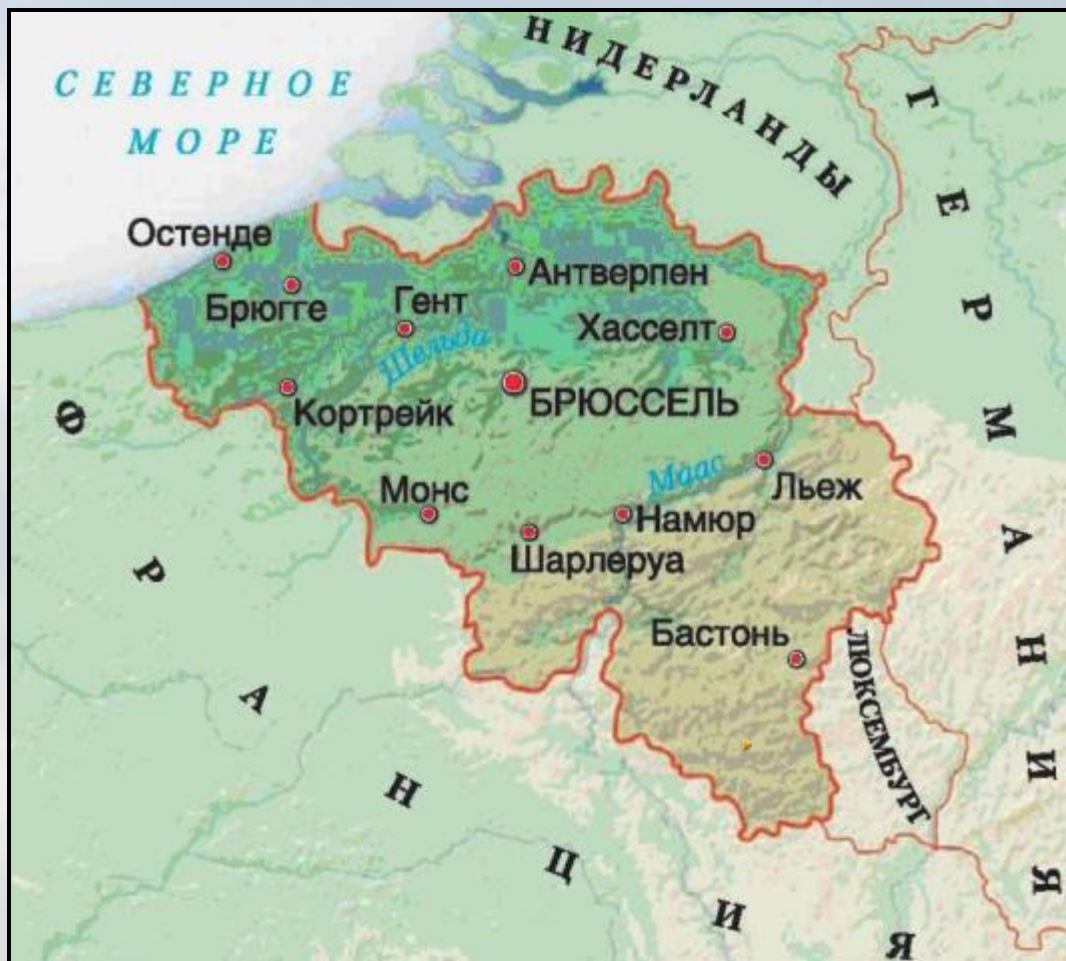 СЕВЕРНОЕ
МОРЕ
НИДЕРЛАНДЫ
ГЕРМАНИЯ
Остенде
Брюгге
Гент
Антверпен
Хасселт
Шельда
Кортрейк
БРЮССЕЛЬ
Маас
Льеж
Монс
Намюр
Шарлеруа
Бастонь
ЛЮКСЕМБУРГ
ФРАНЦИЯ